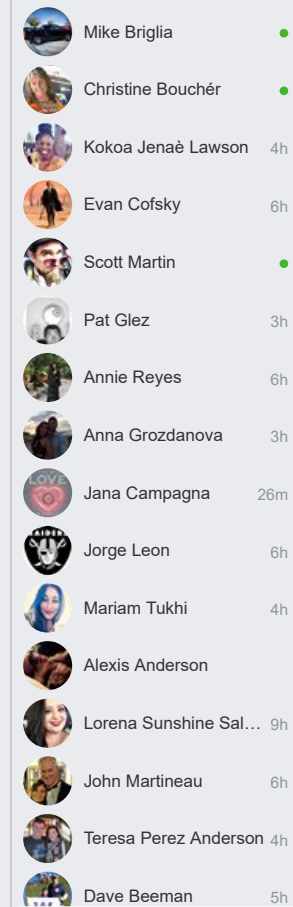 Mike Briglia
Christine Bouchér
Kokoa Jenaè Lawson 4h
Evan Cofsky 6h
Scott Martin
Pat Glez 3h
Annie Reyes 6h
Anna Grozdanova 3h
LOVE
Jana Campagna 26m
RAIDERS
Jorge Leon 6h
Mariam Tukhi 4h
Alexis Anderson
Lorena Sunshine Sal... 9h
John Martineau 6h
Teresa Perez Anderson 4h
Dave Beeman 5h